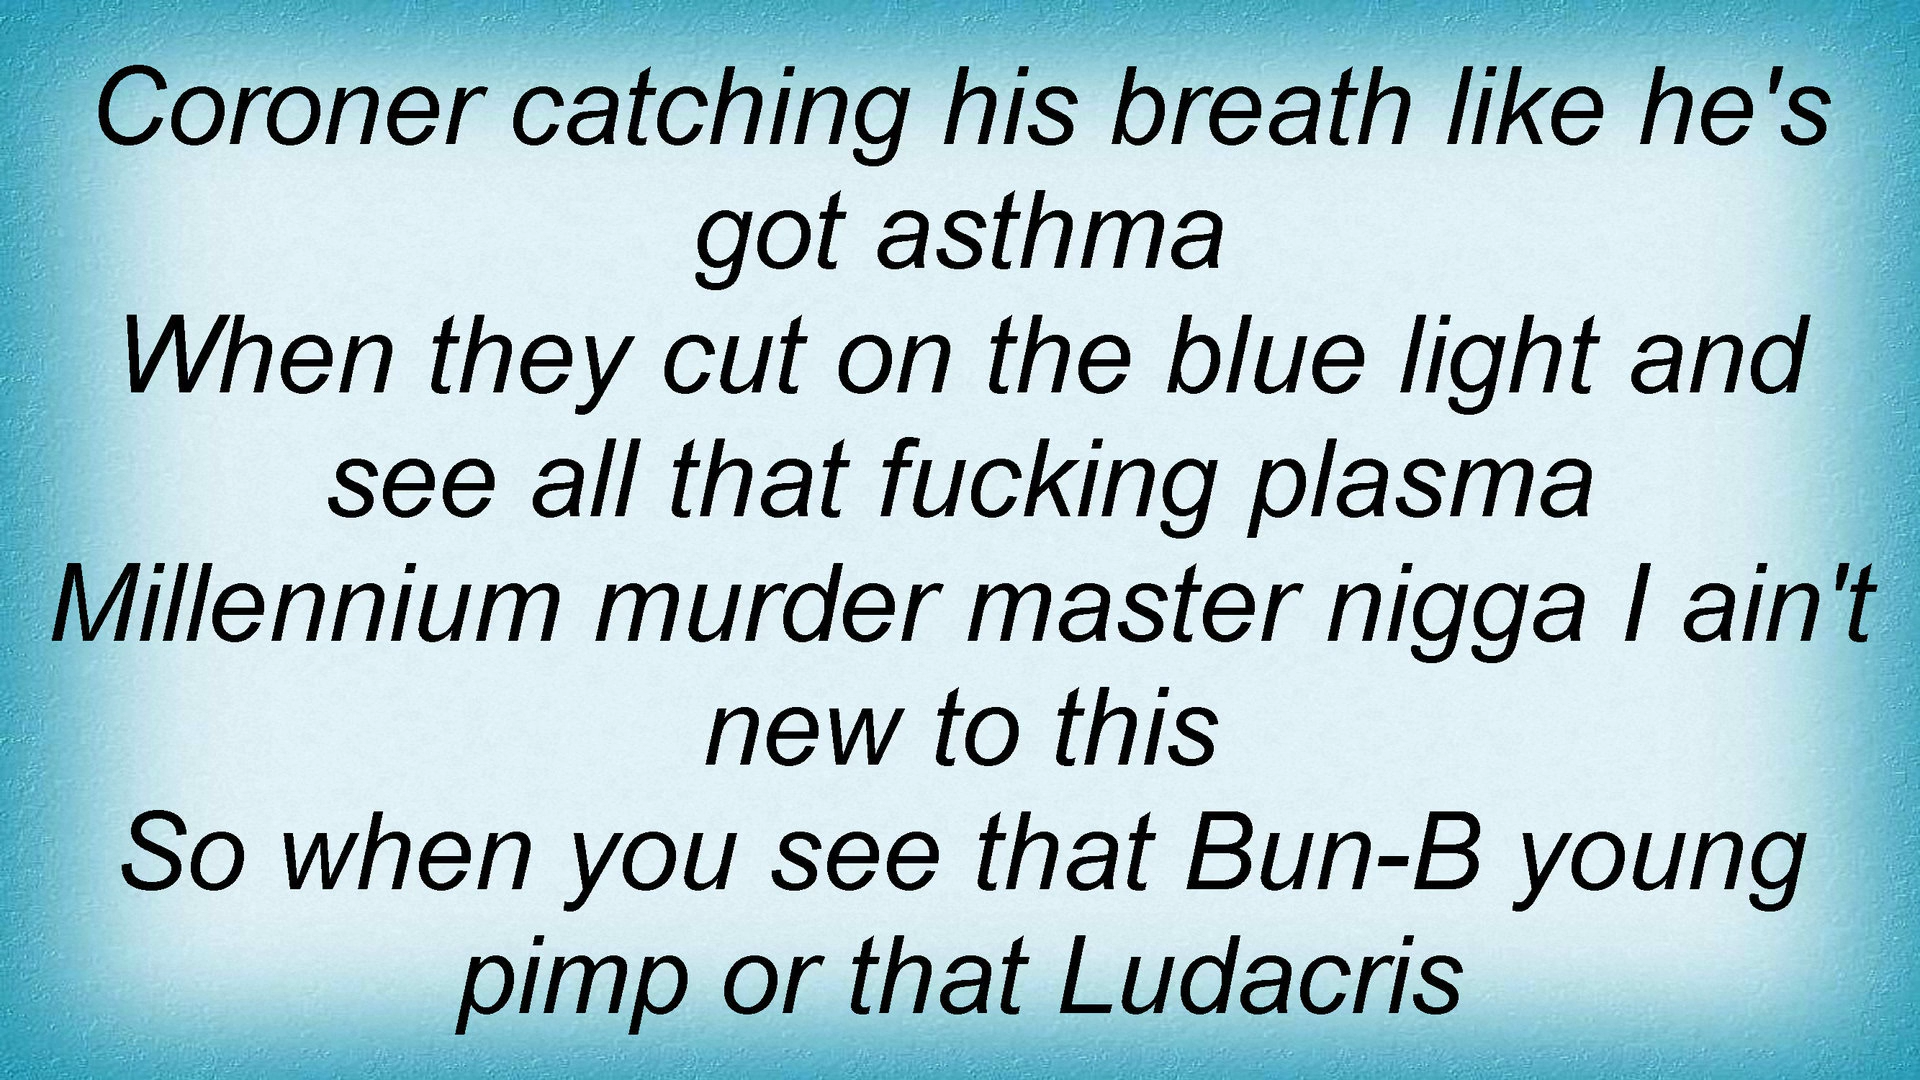 Coroner catching his breath like he's
got asthma
When they cut on the blue light and
see all that fucking plasma
Millennium murder master nigga I ain't
new to this
So when you see that Bun-B young
pimp or that Ludacris